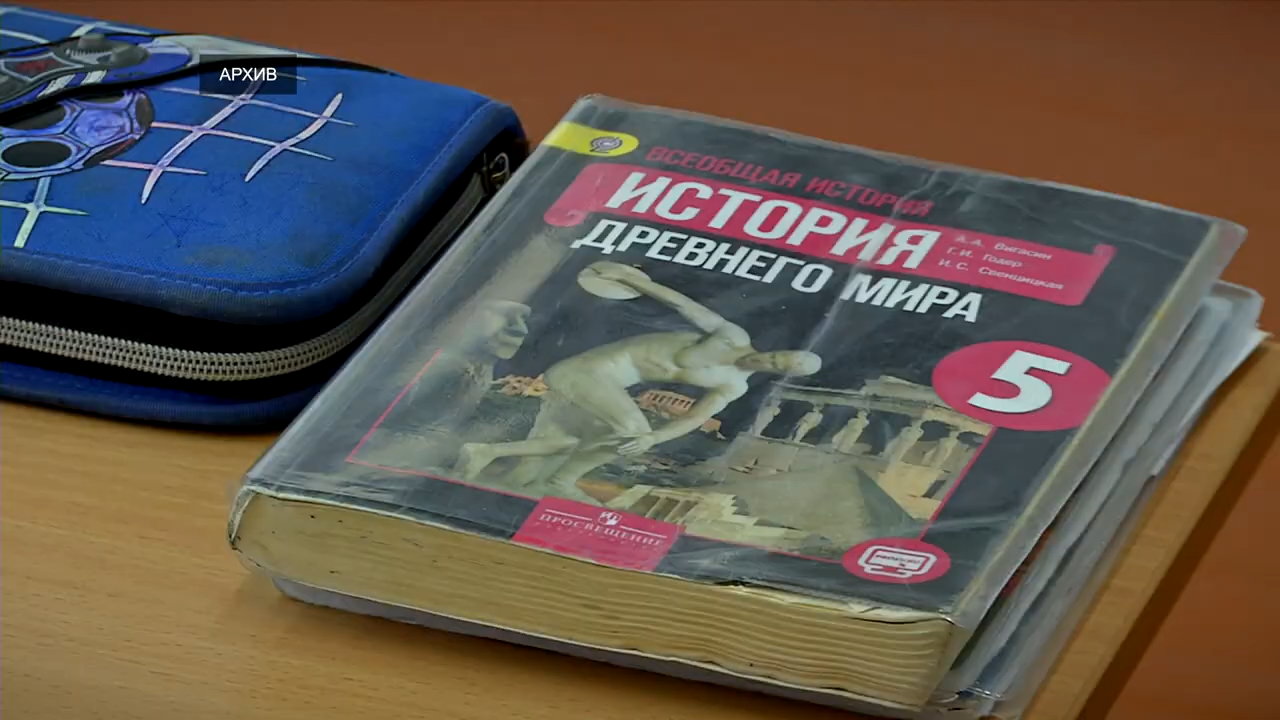 АРХИВ
ВСЕОБЩАЯ ИСТОРИЯ
ИСТОРИЯ
ДРЕВНЕГО МИРА
А.А. Вигасин
Г.И. Годер
И.С. Свенцицкая
5
ПРОСВЕЩЕНИЕ